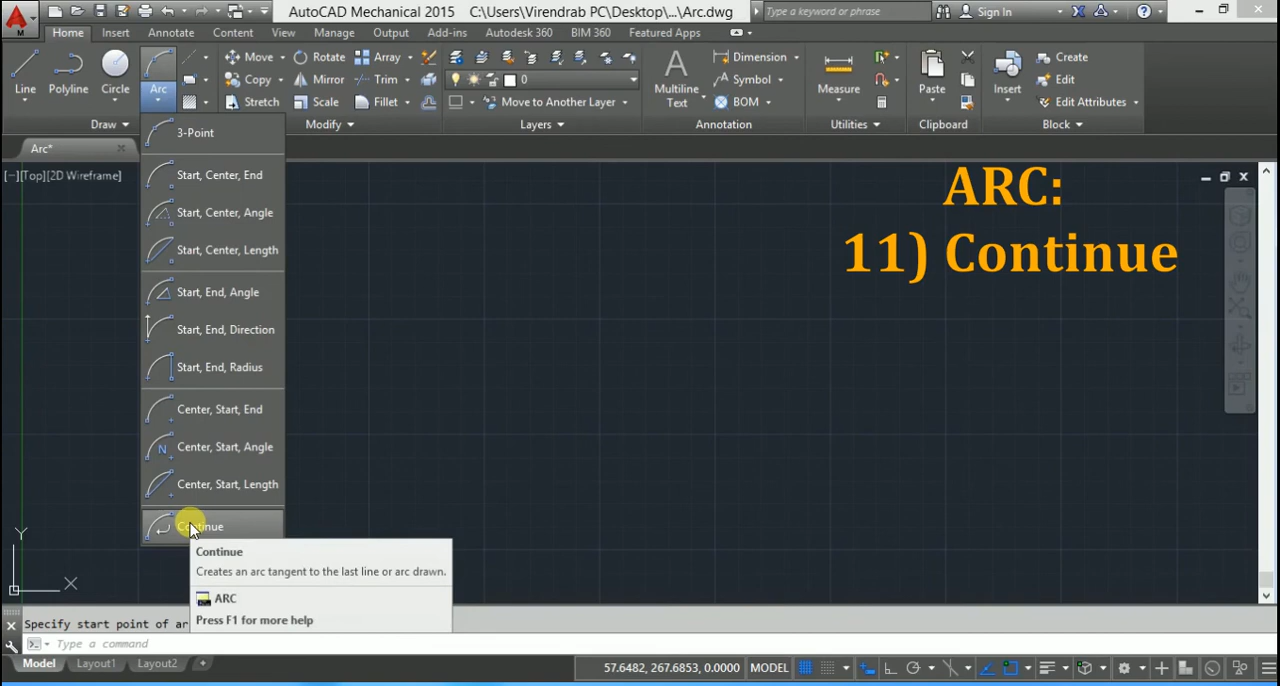 AutoCAD Mechanical 2015 C:\Users\Virendrab PC\Desktop\...\Arc.dwg
Type a keyword or phrase
Sign In
M
Home Insert Annotate Content View Manage Output Add-ins Autodesk 360 BIM 360 Featured Apps
Line
Polyline
Circle
Arc
Move
Rotate
Array
Copy
Mirror
Trim
Stretch
Scale
Fillet
0
Move to Another Layer
Multiline
Text
Dimension
Symbol
BOM
Measure
Paste
Insert
Create
Edit
Edit Attributes
Draw
Modify
Layers
Annotation
Utilities
Clipboard
Block
Arc*
[−][Top][2D Wireframe]
3-Point
Start, Center, End
Start, Center, Angle
Start, Center, Length
Start, End, Angle
Start, End, Direction
Start, End, Radius
Center, Start, End
Center, Start, Angle
Center, Start, Length
Continue
ARC:
11) Continue
Continue
Creates an arc tangent to the last line or arc drawn.
ARC
Press F1 for more help
Y
X
Specify start point of ar
Type a command
Model Layout1 Layout2 +
57.6482, 267.6853, 0.0000 MODEL